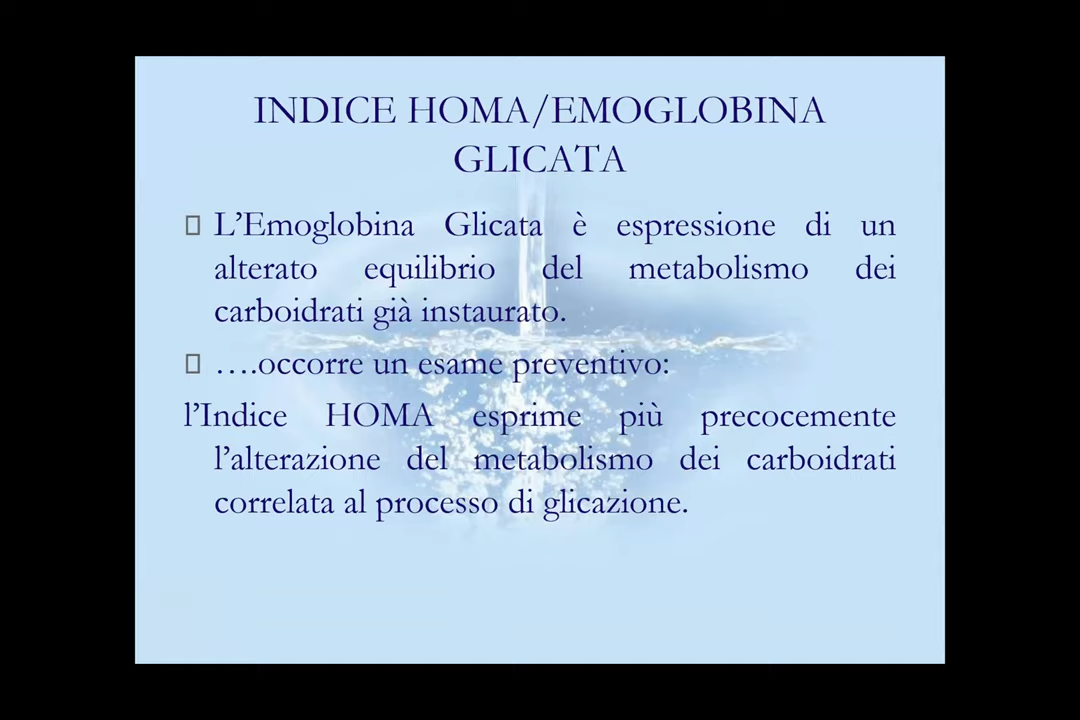 INDICE HOMA/EMOGLOBINA
GLICATA
L’Emoglobina Glicata è espressione di un
alterato equilibrio del metabolismo dei
carboidrati già instaurato.
….occorre un esame preventivo:
l’Indice HOMA esprime più precocemente
l’alterazione del metabolismo dei carboidrati
correlata al processo di glicazione.